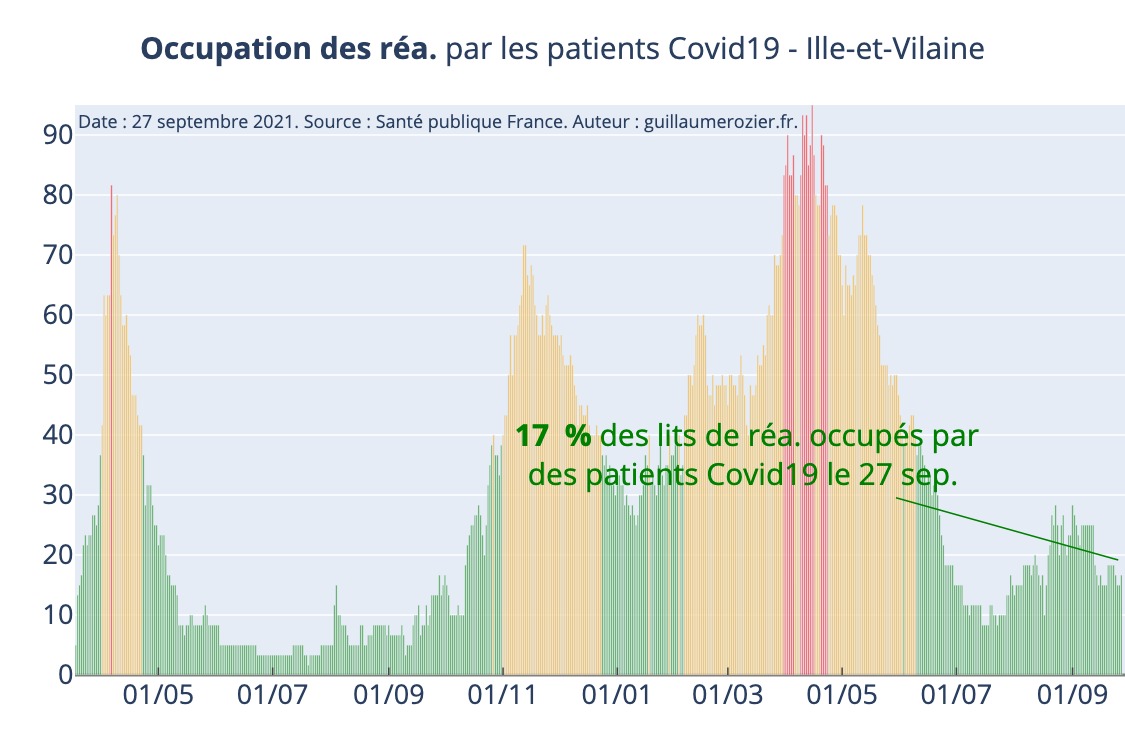 Occupation des réa. par les patients Covid19 - Ille-et-Vilaine
Date : 27 septembre 2021. Source : Santé publique France. Auteur : guillaumerozier.fr.
90
80
70
60
50
40
30
20
10
0
17 % des lits de réa. occupés par
des patients Covid19 le 27 sep.
01/05 01/07 01/09 01/11 01/01 01/03 01/05 01/07 01/09